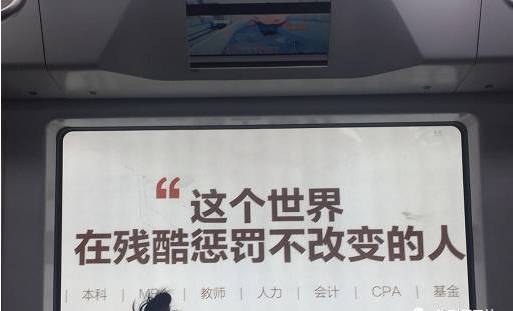 “这个世界
在残酷惩罚不改变的人
| 本科 | | 教师 | 人力 | 会计 | CPA | 基金